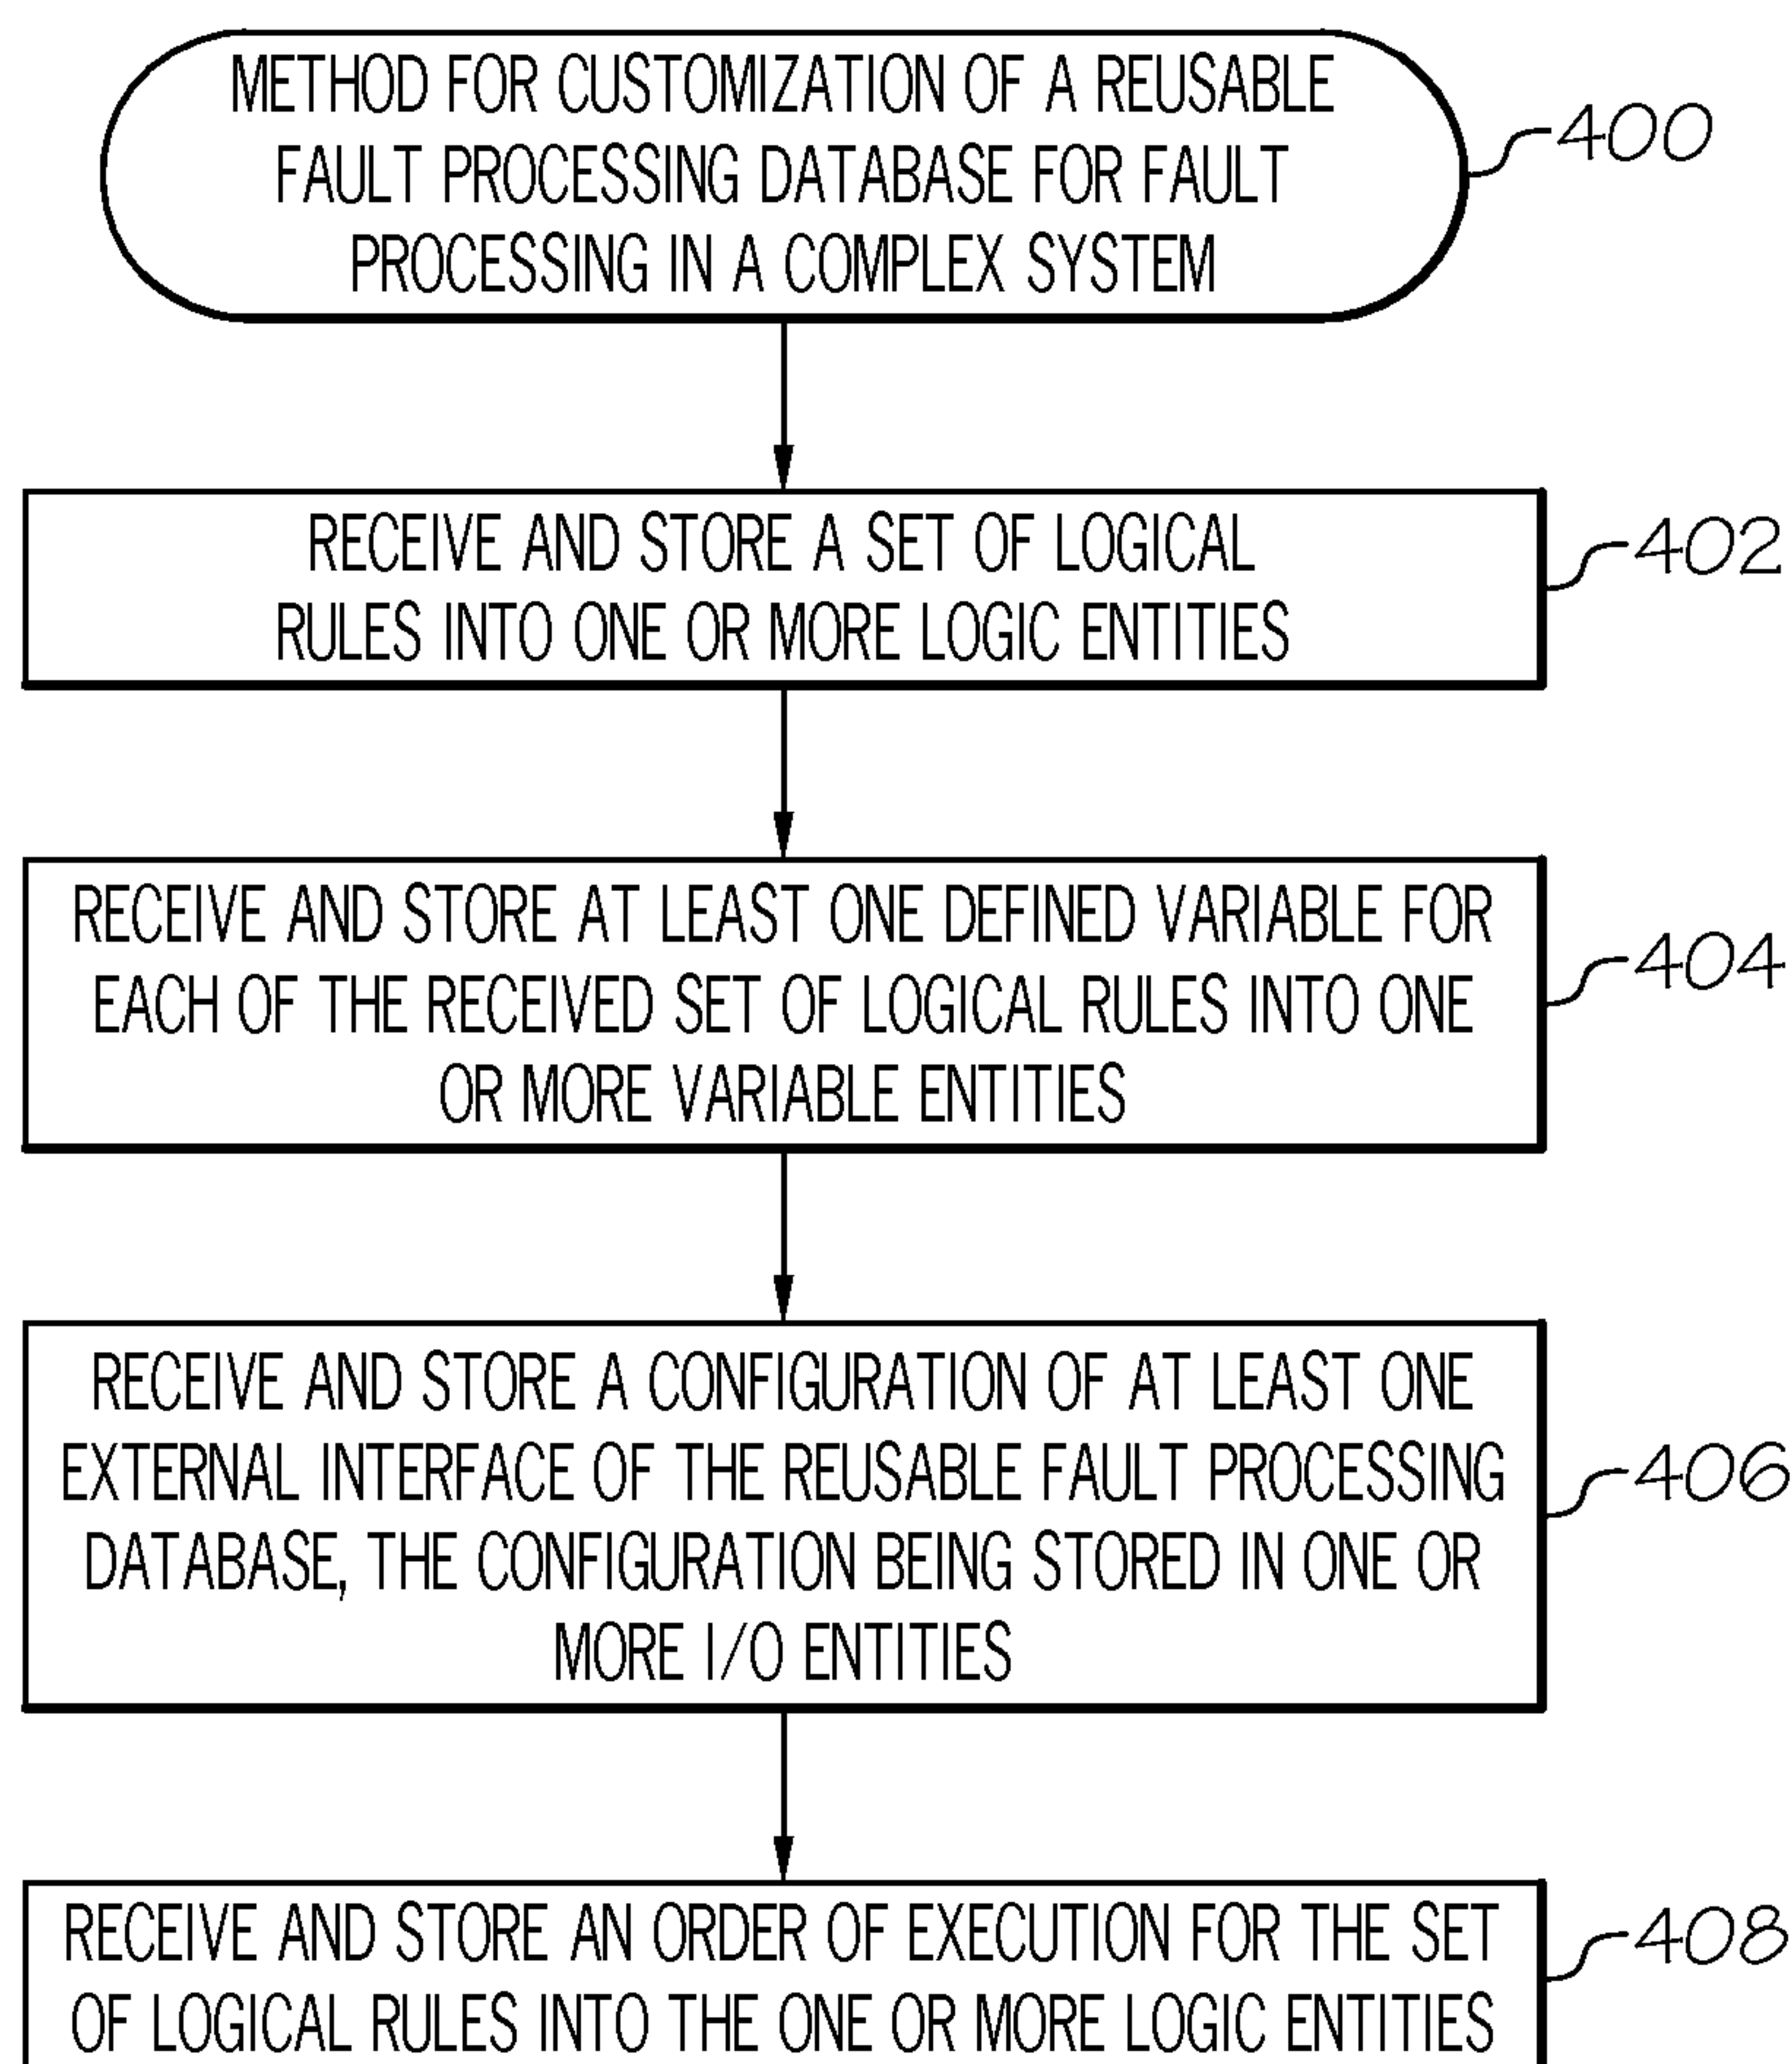 METHOD FOR CUSTOMIZATION OF A REUSABLE
FAULT PROCESSING DATABASE FOR FAULT
PROCESSING IN A COMPLEX SYSTEM
400
RECEIVE AND STORE A SET OF LOGICAL
RULES INTO ONE OR MORE LOGIC ENTITIES
402
RECEIVE AND STORE AT LEAST ONE DEFINED VARIABLE FOR
EACH OF THE RECEIVED SET OF LOGICAL RULES INTO ONE
OR MORE VARIABLE ENTITIES
404
RECEIVE AND STORE A CONFIGURATION OF AT LEAST ONE
EXTERNAL INTERFACE OF THE REUSABLE FAULT PROCESSING
DATABASE, THE CONFIGURATION BEING STORED IN ONE OR
MORE I/O ENTITIES
406
RECEIVE AND STORE AN ORDER OF EXECUTION FOR THE SET
OF LOGICAL RULES INTO THE ONE OR MORE LOGIC ENTITIES
408